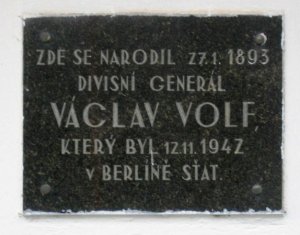 ZDE SE NARODIL 27.1. 1893
DIVISNÍ GENERÁL
VÁCLAV VOLF,
KTERÝ BYL 12.11.1942
V BERLÍNĚ SŤAT.